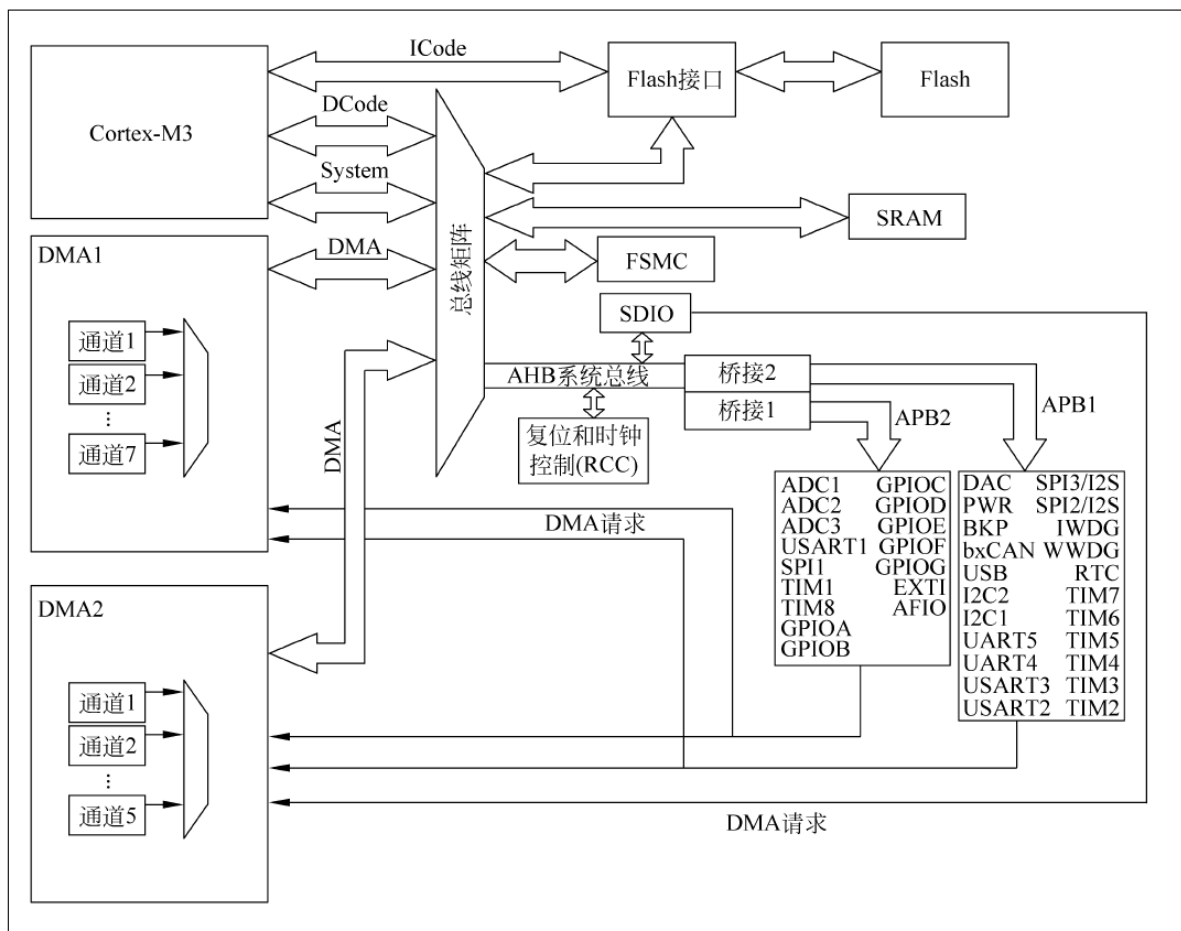 ICode
Flash接口
Flash
Cortex-M3
DCode
System
总线矩阵
SRAM
DMA1
DMA
FSMC
SDIO
通道1
通道2
⋮
通道7
AHB系统总线
桥接2
桥接1
APB1
APB2
DMA
复位和时钟
控制(RCC)
ADC1 GPIOC
ADC2 GPIOD
ADC3 GPIOE
USART1 GPIOF
SPI1 GPIOG
TIM1 EXTI
TIM8 AFIO
GPIOA
GPIOB
DAC SPI3/I2S
PWR SPI2/I2S
BKP IWDG
bxCAN WWDG
USB RTC
I2C2 TIM7
I2C1 TIM6
UART5 TIM5
UART4 TIM4
USART3 TIM3
USART2 TIM2
DMA请求
DMA2
通道1
通道2
⋮
通道5
DMA请求